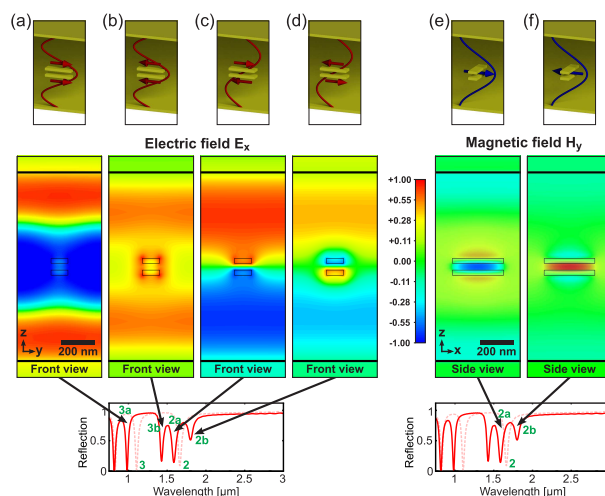 (a) (b) (c) (d) (e) (f)
Electric field Ex Magnetic field Hy
+1.00
+0.55
+0.28
+0.11
0.00
-0.11
-0.28
-0.55
-1.00
z
y
200 nm
z
x
200 nm
Front view Front view Front view Front view Side view Side view
3a 2a 2a
1 1
3b 2b 2b
0.5 0.5
3 2 2
0 0
1 1.5 2 2.5 3 1 1.5 2 2.5
Reflection Reflection
Wavelength [μm] Wavelength [μm]